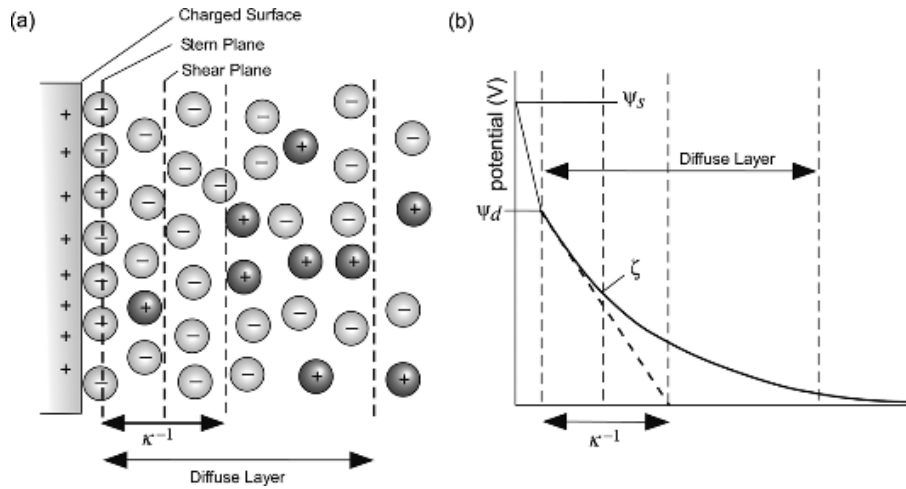 (a)
Charged Surface
Stern Plane
Shear Plane
κ⁻¹
Diffuse Layer
(b)
potential (V)
Ψs
Diffuse Layer
Ψd
ζ
κ⁻¹